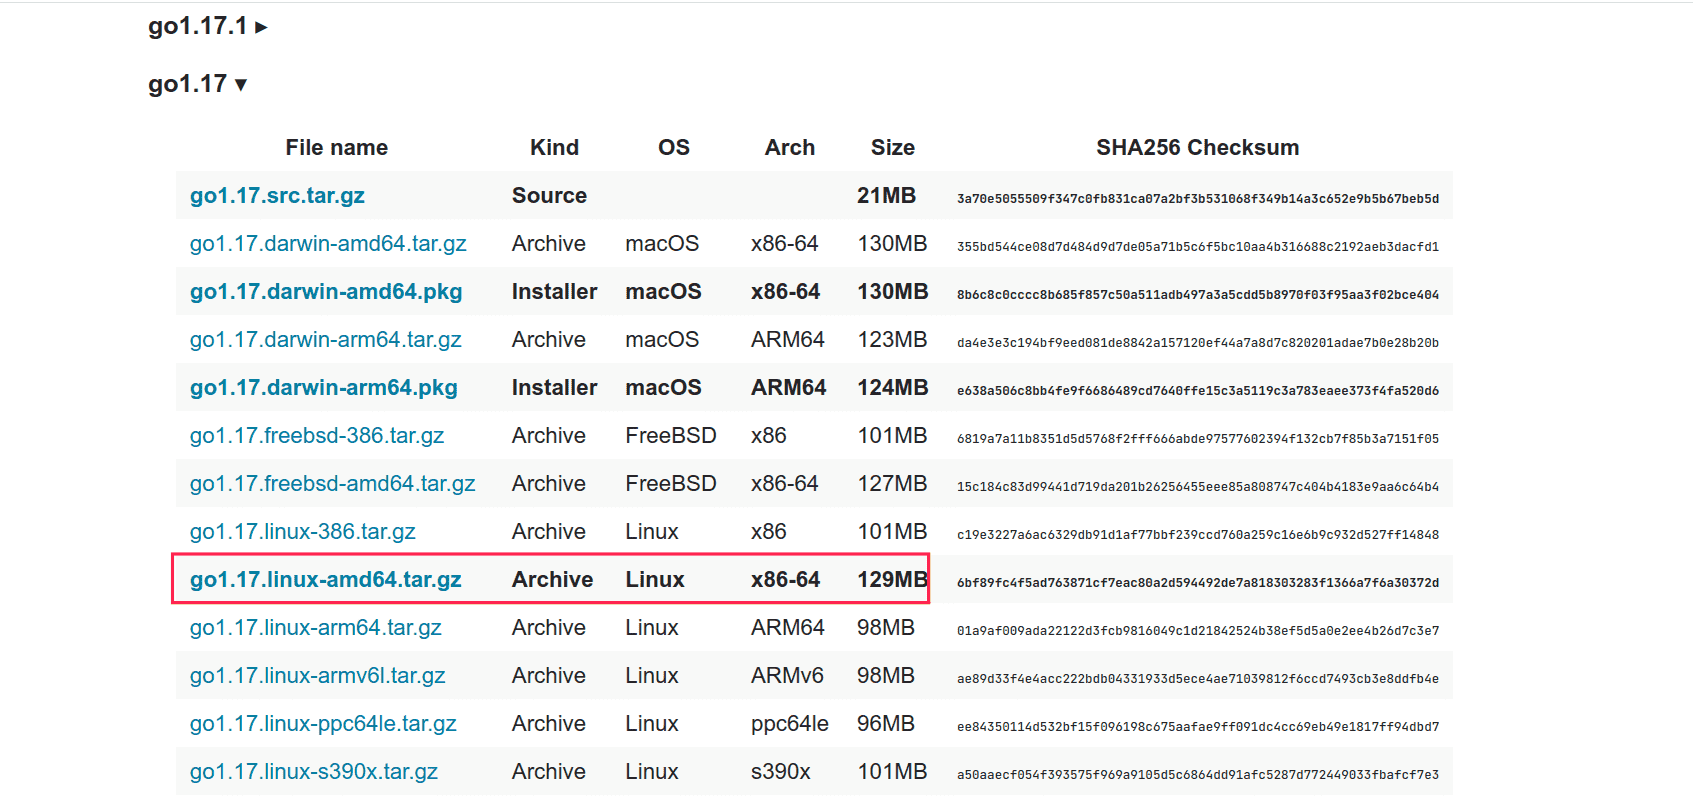 go1.17.1 ▸
go1.17 ▾
File name Kind OS Arch Size SHA256 Checksum
go1.17.src.tar.gz Source 21MB 3a70e5055509f347c0fb831ca07a2bf3b531068f349b14a3c652e9b5b67beb5d
go1.17.darwin-amd64.tar.gz Archive macOS x86-64 130MB 355bd544ce08d7d484d9d7de05a71b5c6f5bc10aa4b316688c2192aeb3dacfd1
go1.17.darwin-amd64.pkg Installer macOS x86-64 130MB 8b6c8c0cccc8b685f857c50a511adb497a3a5cdd5b8970f03f95aa3f02bce404
go1.17.darwin-arm64.tar.gz Archive macOS ARM64 123MB da4e3e3c194bf9eed081de8842a157120ef44a7a8d7c820201adae7b0e28b20b
go1.17.darwin-arm64.pkg Installer macOS ARM64 124MB e638a506c8bb4fe9f6686489cd7640ffe15c3a5119c3a783eaee373f4fa520d6
go1.17.freebsd-386.tar.gz Archive FreeBSD x86 101MB 6819a7a11b8351d5d5768f2fff666abde97577602394f132cb7f85b3a7151f05
go1.17.freebsd-amd64.tar.gz Archive FreeBSD x86-64 127MB 15c184c83d99441d719da201b26256455eee85a808747c404b4183e9aa6c64b4
go1.17.linux-386.tar.gz Archive Linux x86 101MB c19e3227a6ac6329db91d1af77bbf239ccd760a259c16e6b9c932d527ff14848
go1.17.linux-amd64.tar.gz Archive Linux x86-64 129MB 6bf89fc4f5ad763871cf7eac80a2d594492de7a818303283f1366a7f6a30372d
go1.17.linux-arm64.tar.gz Archive Linux ARM64 98MB 01a9af009ada22122d3fcb9816049c1d21842524b38ef5d5a0e2ee4b26d7c3e7
go1.17.linux-armv6l.tar.gz Archive Linux ARMv6 98MB ae89d33f4e4acc222bdb04331933d5ece4ae71039812f6ccd7493cb3e8ddfb4e
go1.17.linux-ppc64le.tar.gz Archive Linux ppc64le 96MB ee84350114d532bf15f096198c675aafae9ff091dc4cc69eb49e1817ff94dbd7
go1.17.linux-s390x.tar.gz Archive Linux s390x 101MB a50aaecf054f393575f969a9105d5c6864dd91afc5287d772449033fbafcf7e3